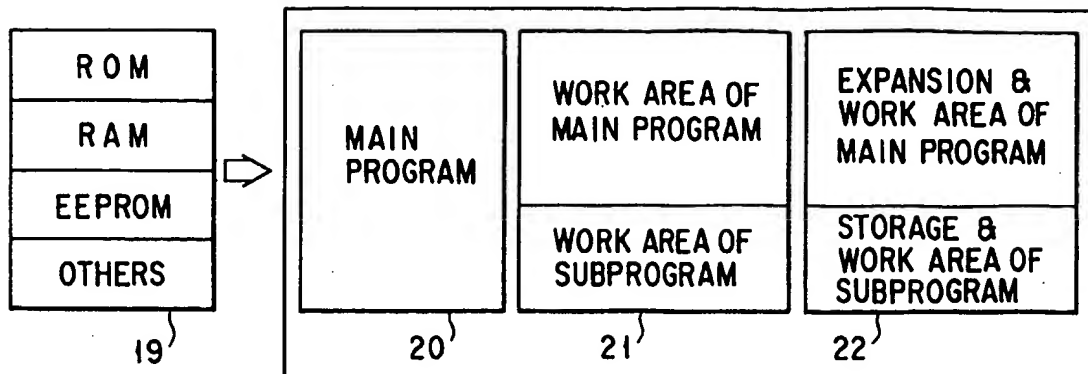 ROM
RAM
EEPROM
OTHERS
19
MAIN
PROGRAM
20
WORK AREA OF
MAIN PROGRAM
WORK AREA OF
SUBPROGRAM
21
EXPANSION &
WORK AREA OF
MAIN PROGRAM
STORAGE &
WORK AREA OF
SUBPROGRAM
22